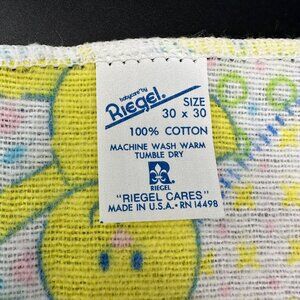 babycare by
Riegel.
SIZE
30 x 30
100% COTTON
MACHINE WASH WARM
TUMBLE DRY
RIEGEL
"RIEGEL CARES"
MADE IN U.S.A. • RN 14498